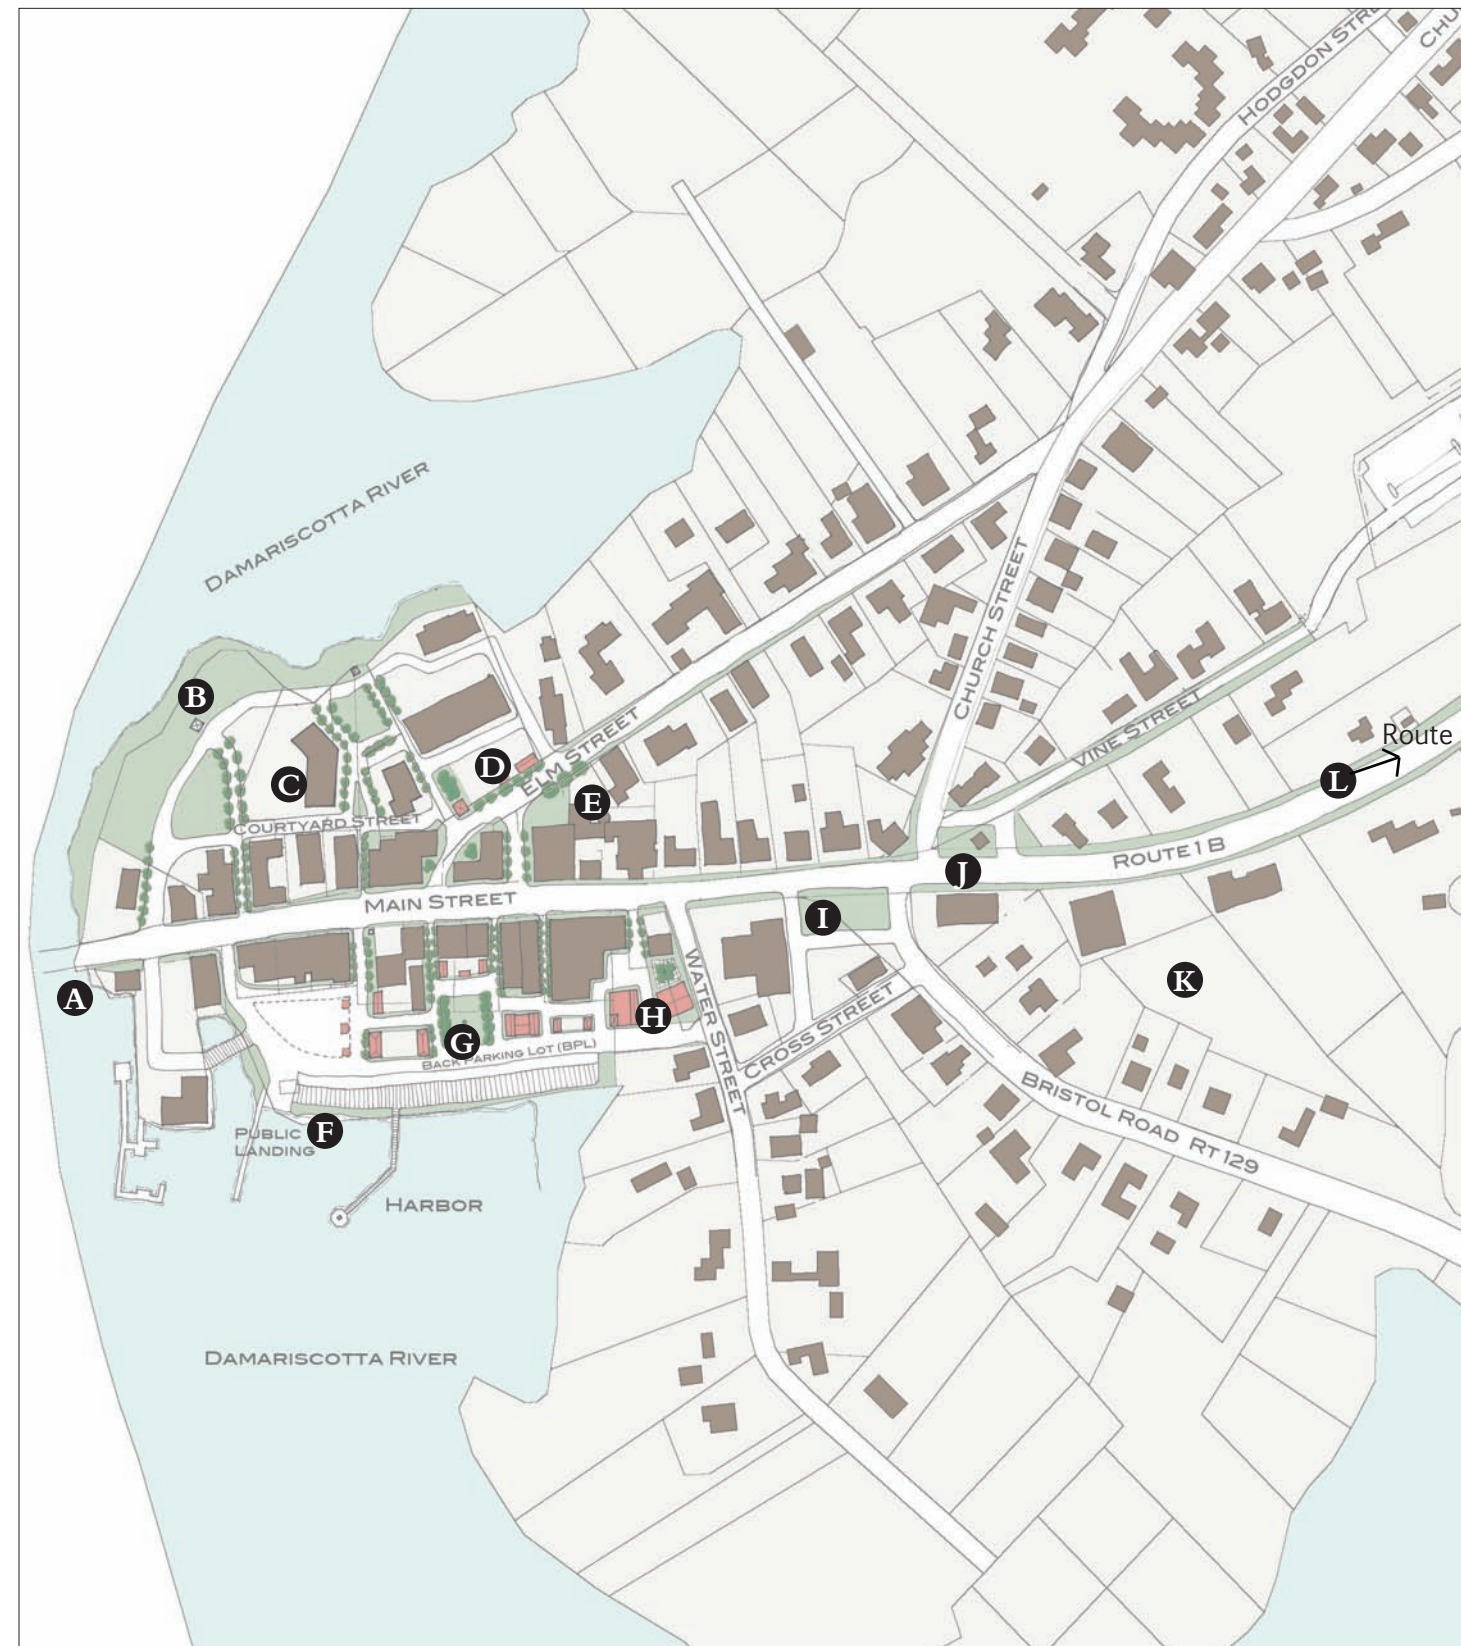 HODGDON STRE
CHU
DAMARISCOTTA RIVER
CHURCH STREET
B
VINE STREET
Route
L
D
ELM STREET
C
E
COURTYARD STREET
ROUTE 1 B
J
MAIN STREET
I
WATER STREET
K
A
H
G
BACK PARKING LOT (BPL)
CROSS STREET
BRISTOL ROAD RT 129
F
PUBLIC
LANDING
HARBOR
DAMARISCOTTA RIVER